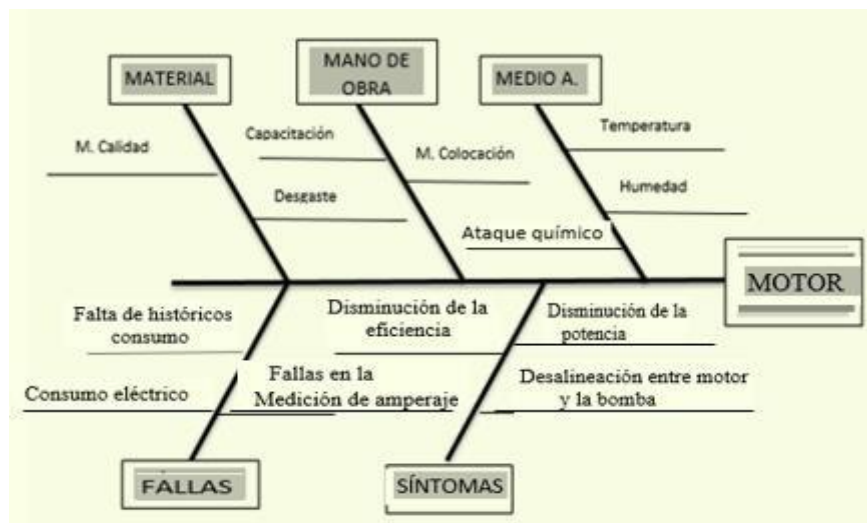 MANO DE
OBRA
MATERIAL
MEDIO A.
Temperatura
Capacitación
M. Calidad
M. Colocación
Humedad
Desgaste
Ataque químico
MOTOR
Falta de históricos
consumo
Disminución de la
eficiencia
Disminución de la
potencia
Consumo eléctrico
Fallas en la
Medición de amperaje
Desalineación entre motor
y la bomba
FALLAS
SÍNTOMAS